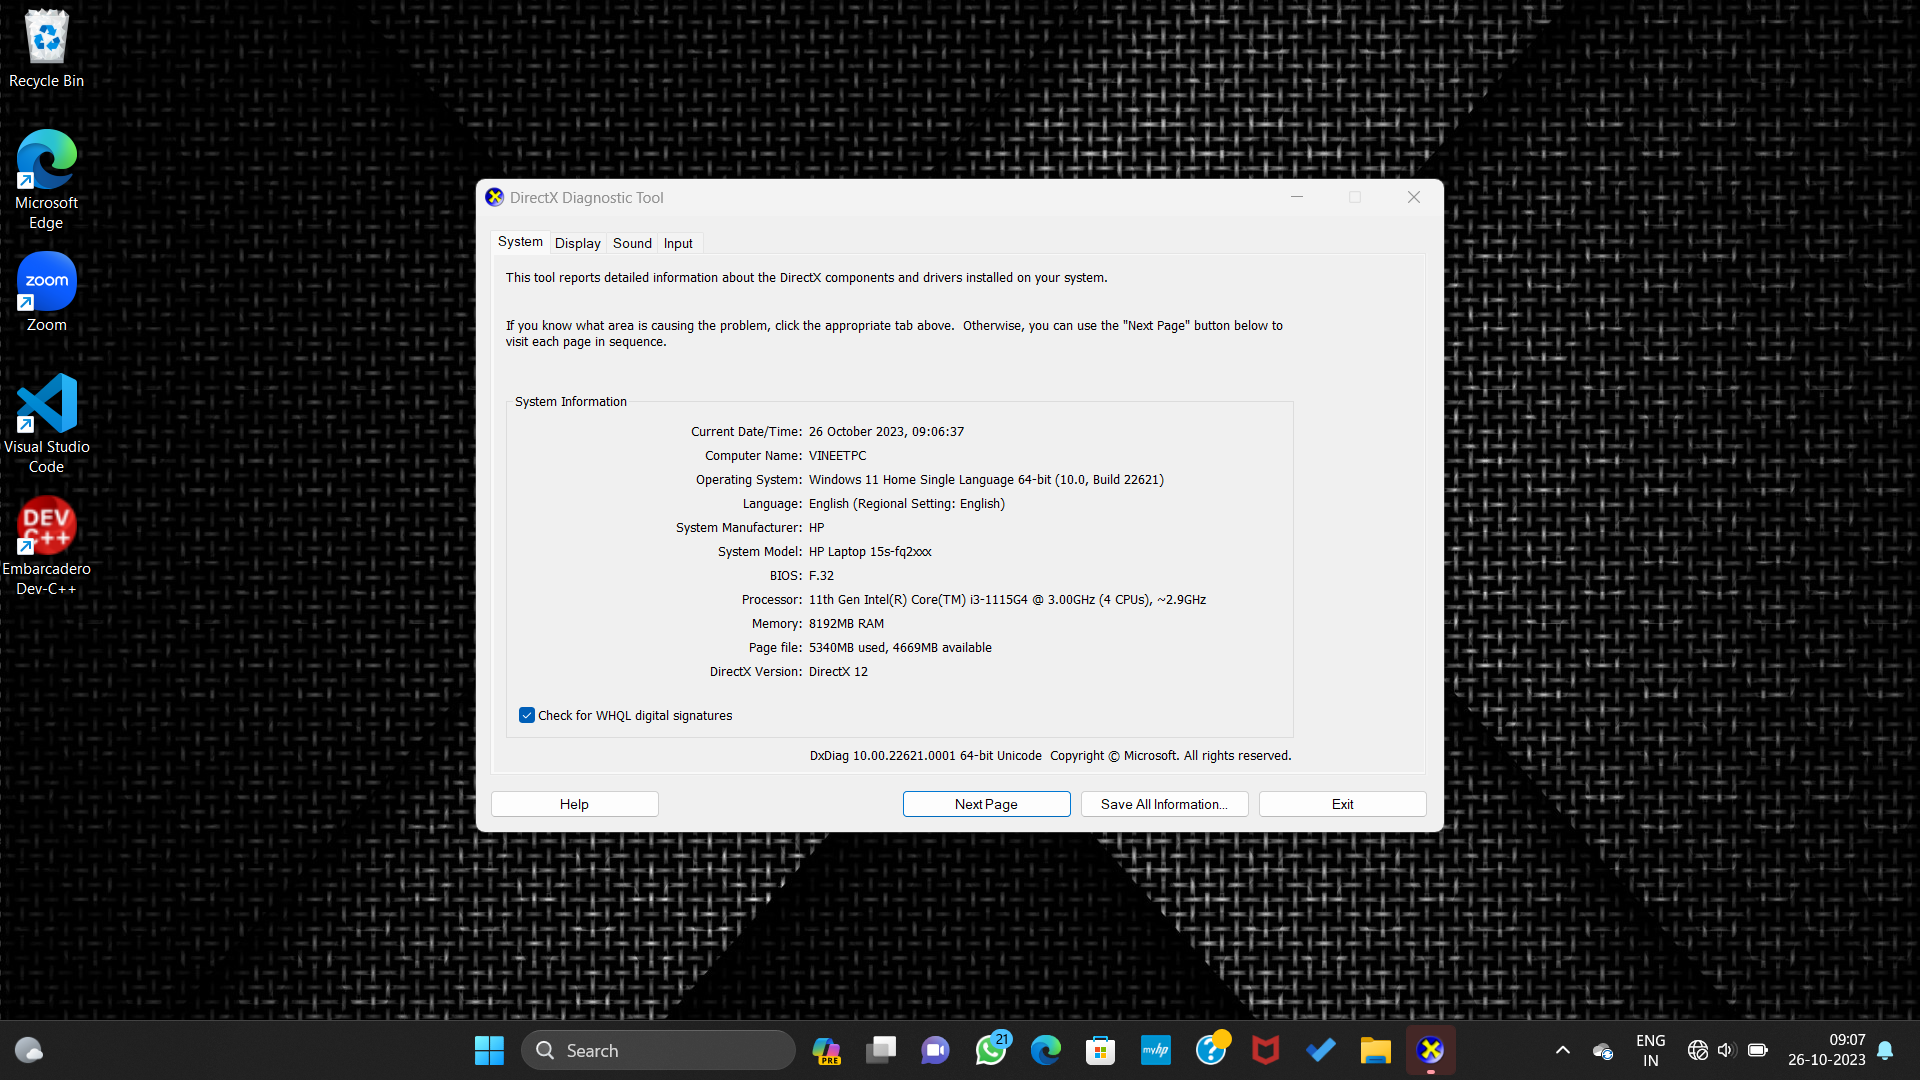 Recycle Bin
Microsoft
Edge
zoom
Zoom
Visual Studio
Code
DEV
C++
Embarcadero
Dev-C++
DirectX Diagnostic Tool
System Display Sound Input
This tool reports detailed information about the DirectX components and drivers installed on your system.
If you know what area is causing the problem, click the appropriate tab above.  Otherwise, you can use the "Next Page" button below to
visit each page in sequence.
System Information
Current Date/Time: 26 October 2023, 09:06:37
Computer Name: VINEETPC
Operating System: Windows 11 Home Single Language 64-bit (10.0, Build 22621)
Language: English (Regional Setting: English)
System Manufacturer: HP
System Model: HP Laptop 15s-fq2xxx
BIOS: F.32
Processor: 11th Gen Intel(R) Core(TM) i3-1115G4 @ 3.00GHz (4 CPUs), ~2.9GHz
Memory: 8192MB RAM
Page file: 5340MB used, 4669MB available
DirectX Version: DirectX 12
Check for WHQL digital signatures
DxDiag 10.00.22621.0001 64-bit Unicode  Copyright © Microsoft. All rights reserved.
Help Next Page Save All Information... Exit
Search
PRE
21
myhp
?
ENG
IN
09:07
26-10-2023